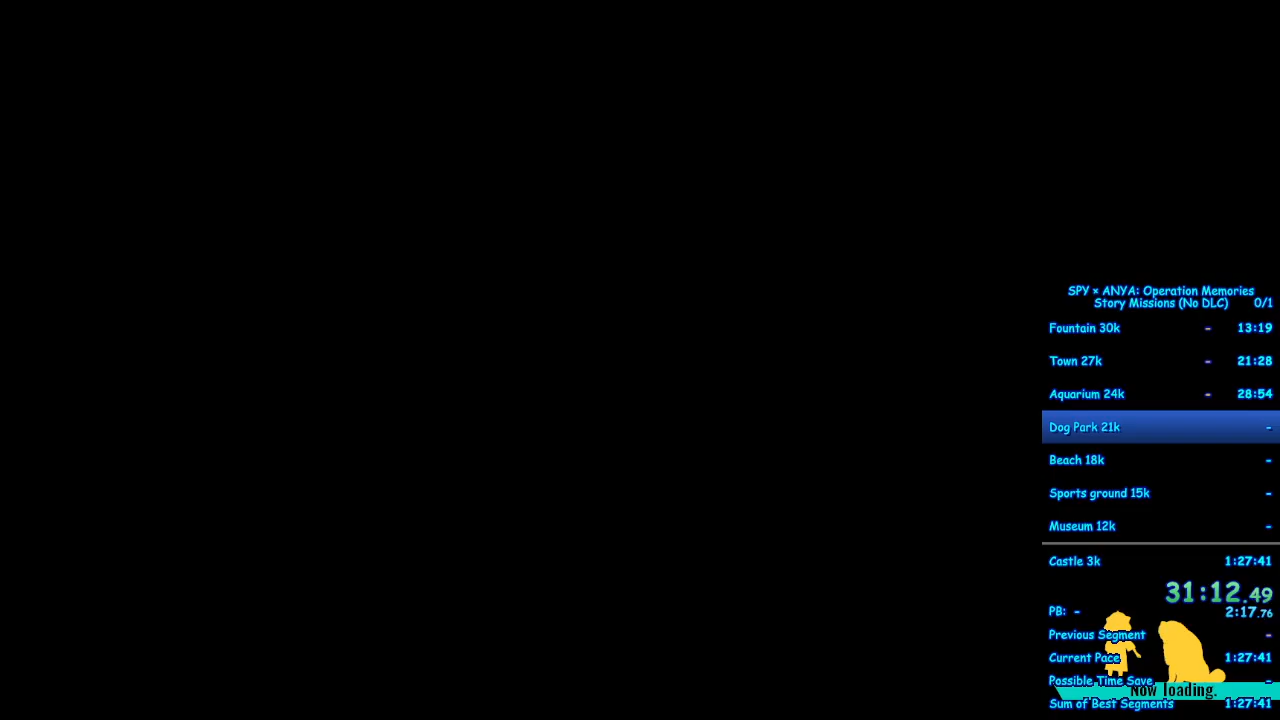 SPY × ANYA: Operation Memories
Story Missions (No DLC) 0/1
Fountain 30k - 13:19
Town 27k - 21:28
Aquarium 24k - 28:54
Dog Park 21k -
Beach 18k -
Sports ground 15k -
Museum 12k -
Castle 3k 1:27:41
31:12.49
PB: - 2:17.76
Previous Segment -
Current Pace 1:27:41
Possible Time Save -
Now loading.
Sum of Best Segments 1:27:41